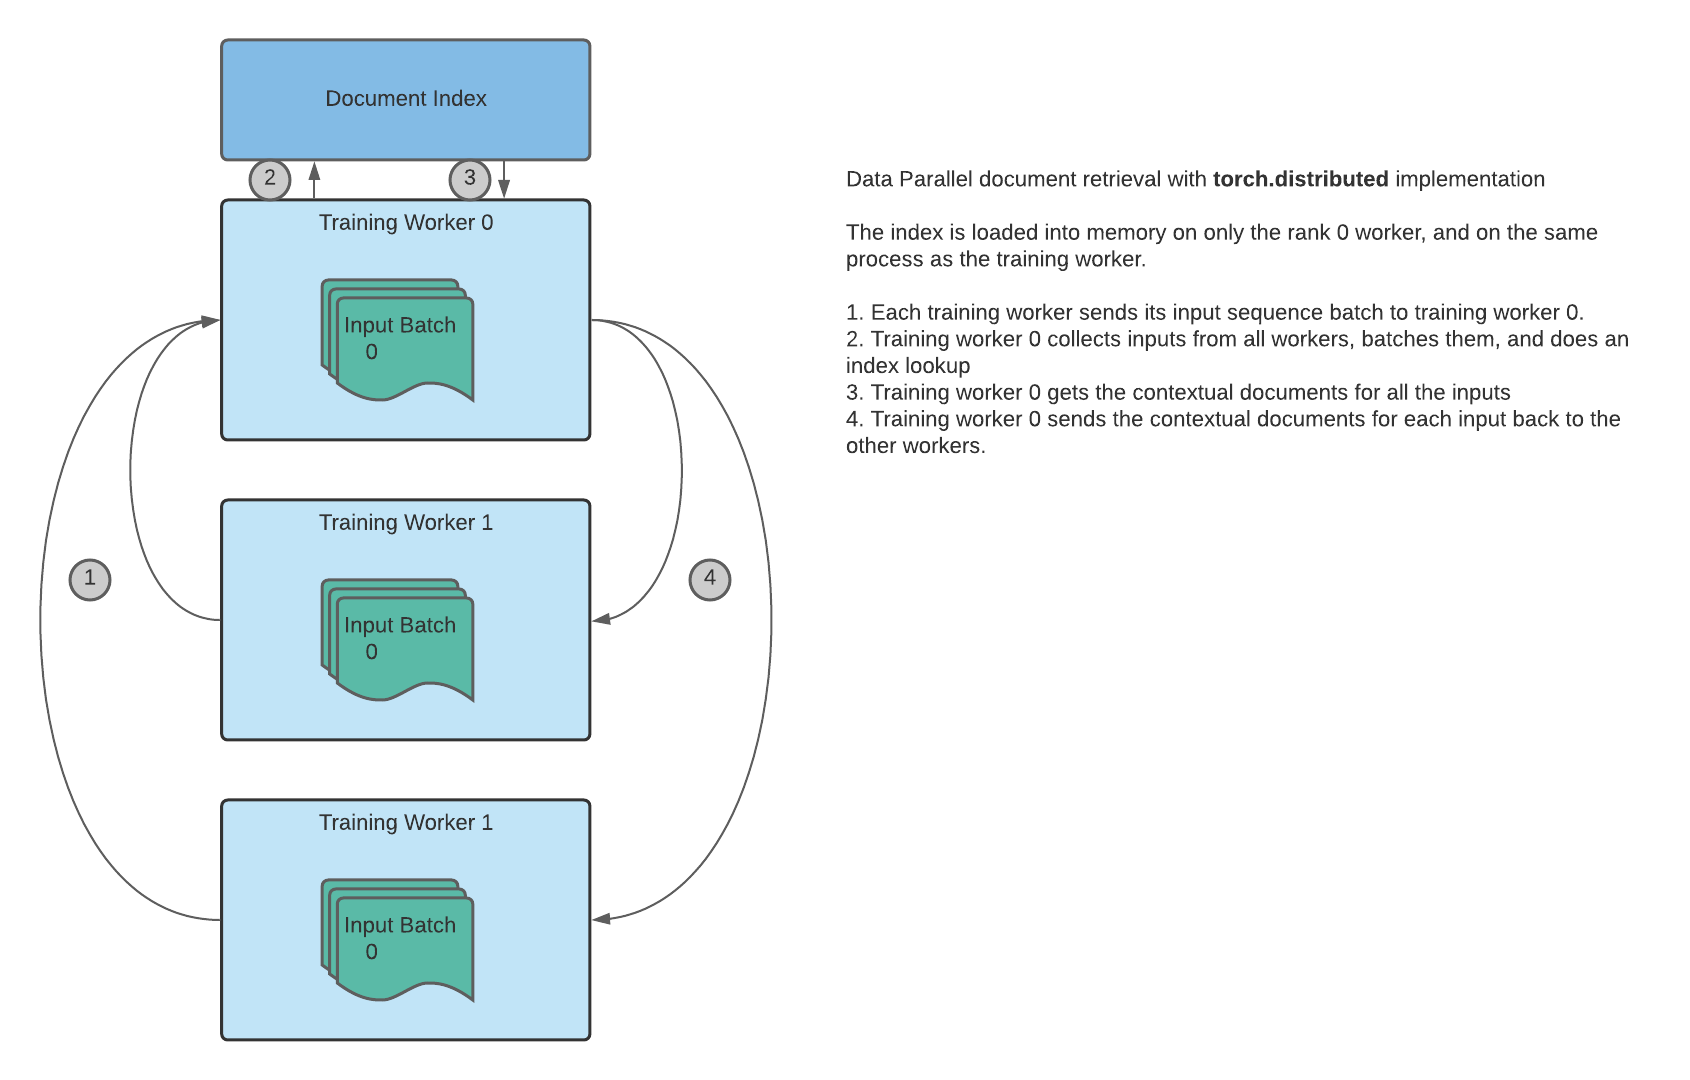 Document Index
2
3
Training Worker 0
Input Batch
0
Training Worker 1
Input Batch
0
1
4
Training Worker 1
Input Batch
0
Data Parallel document retrieval with torch.distributed implementation
The index is loaded into memory on only the rank 0 worker, and on the same
process as the training worker.
1. Each training worker sends its input sequence batch to training worker 0.
2. Training worker 0 collects inputs from all workers, batches them, and does an
index lookup
3. Training worker 0 gets the contextual documents for all the inputs
4. Training worker 0 sends the contextual documents for each input back to the
other workers.